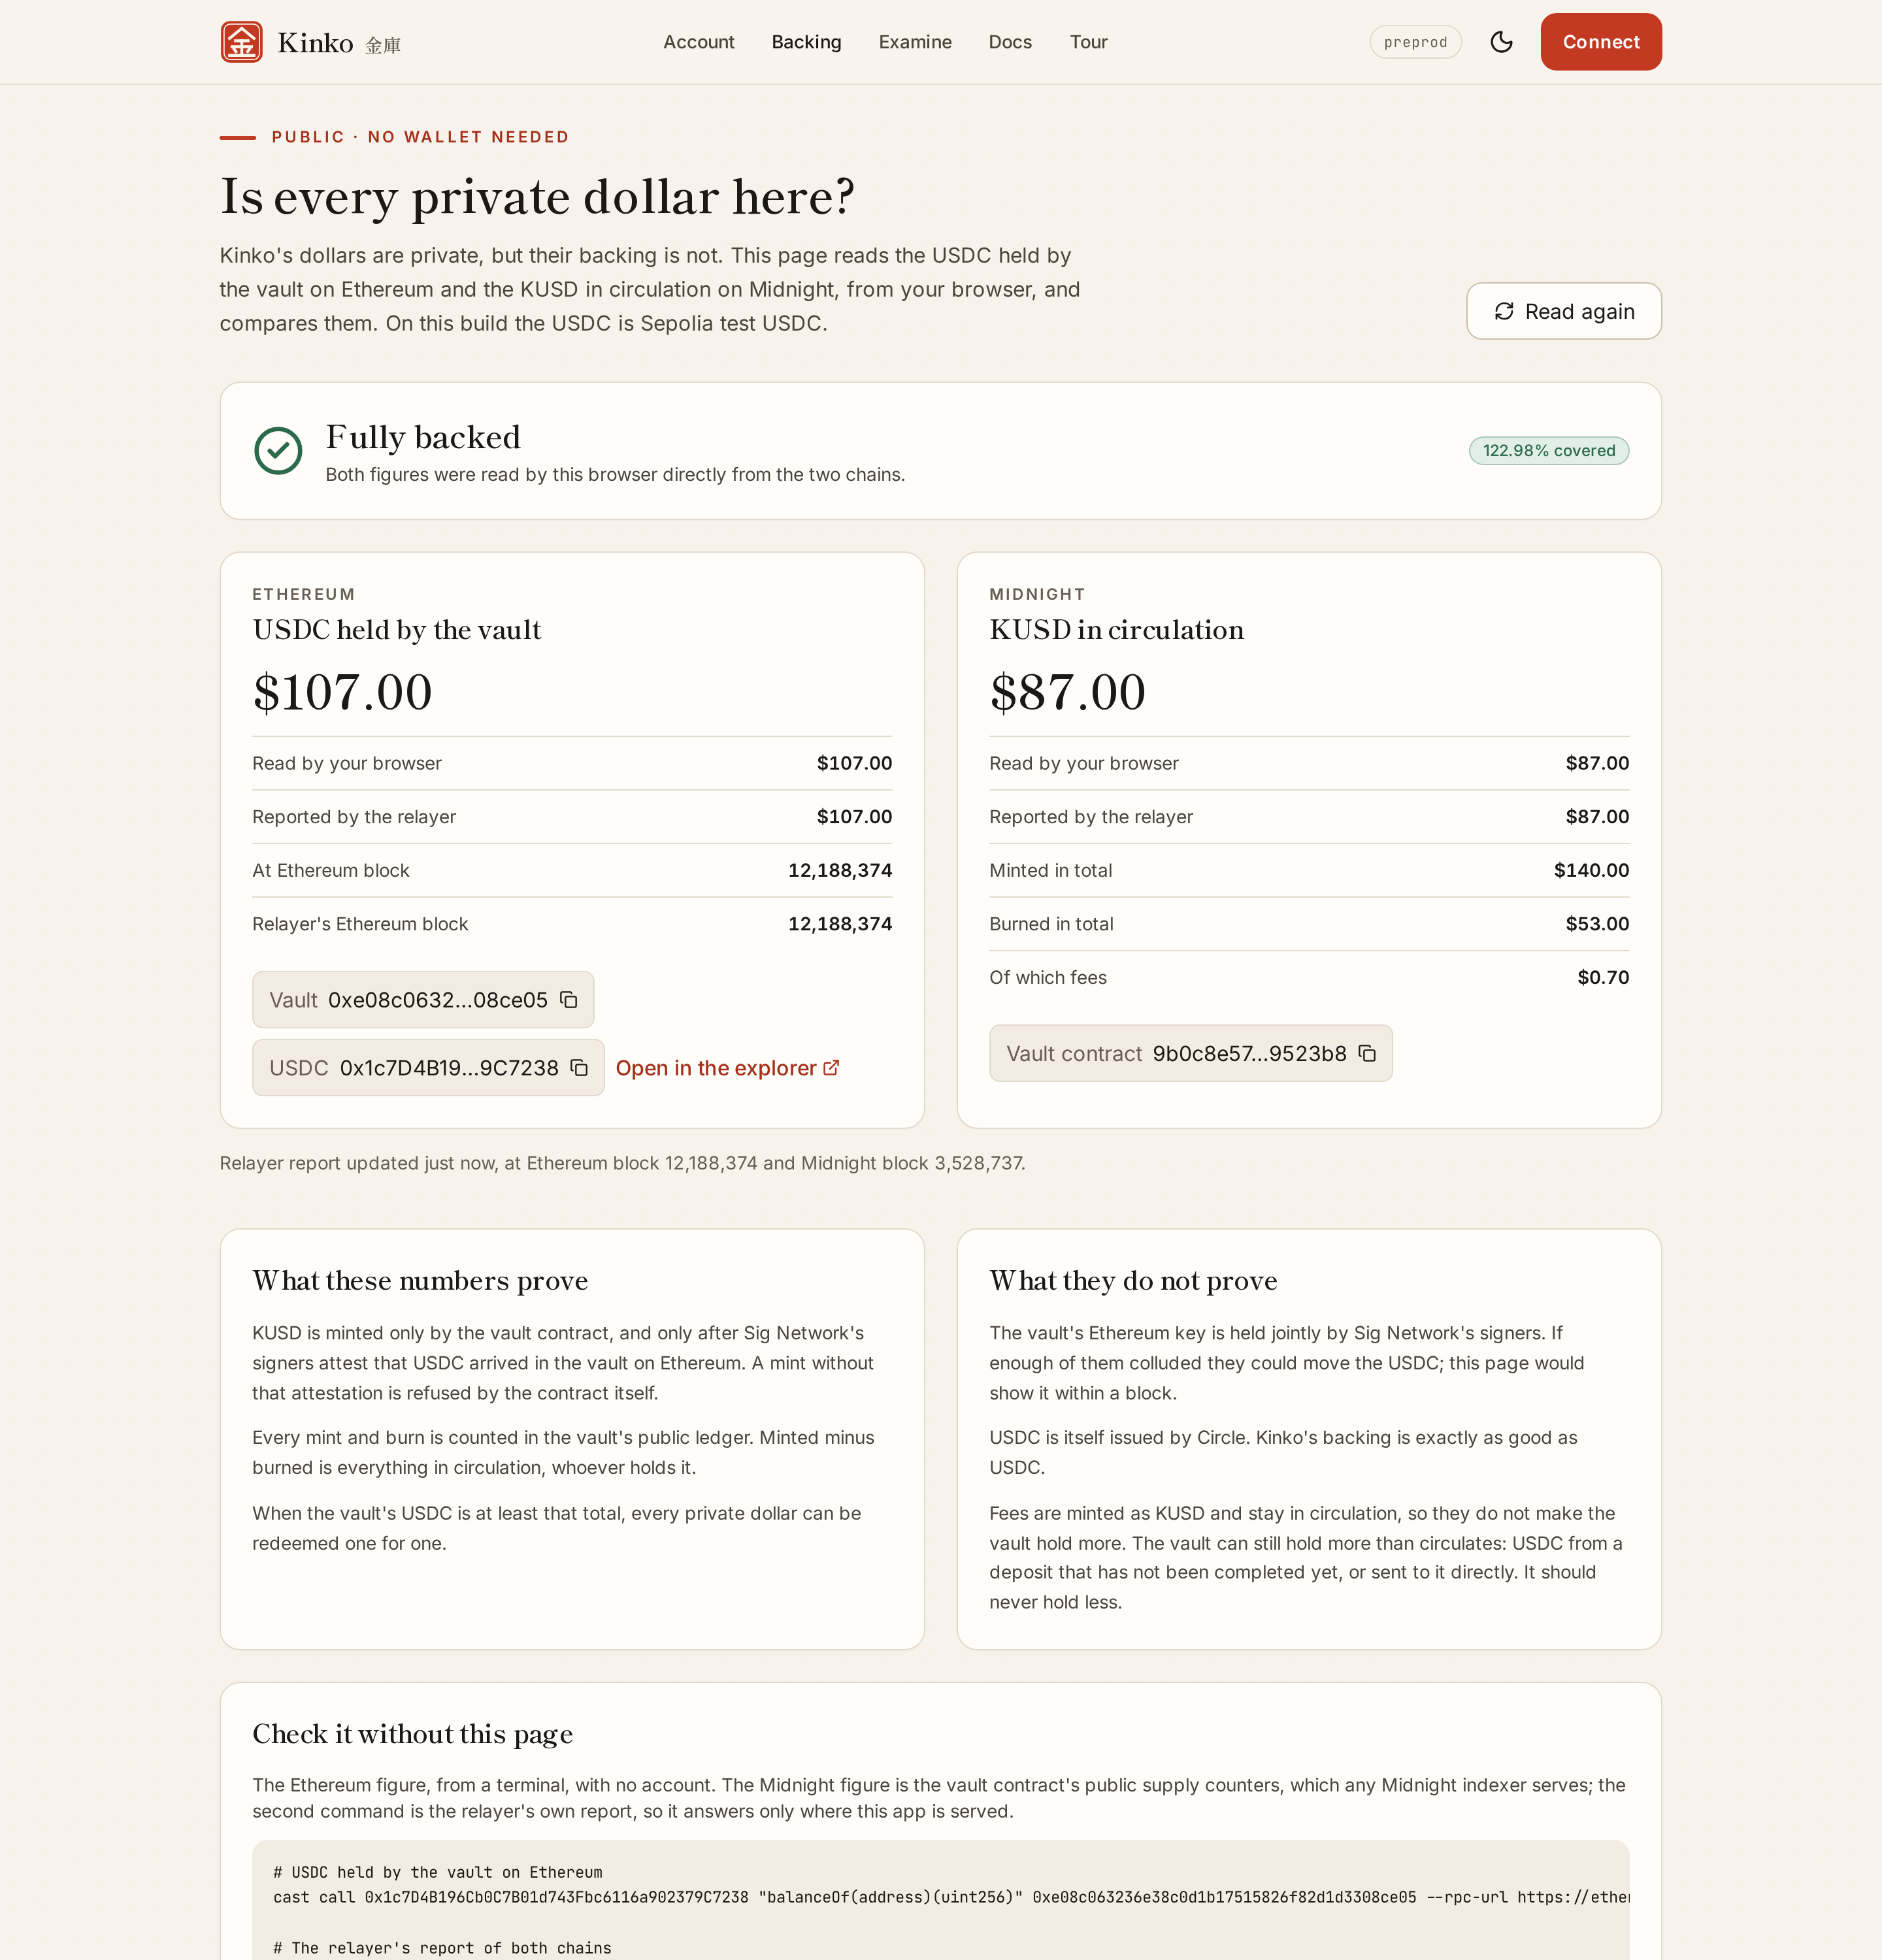 金 Kinko 金庫
Account Backing Examine Docs Tour
preprod Connect
PUBLIC · NO WALLET NEEDED
Is every private dollar here?
Kinko's dollars are private, but their backing is not. This page reads the USDC held by
the vault on Ethereum and the KUSD in circulation on Midnight, from your browser, and
compares them. On this build the USDC is Sepolia test USDC.
Read again
Fully backed
Both figures were read by this browser directly from the two chains.
122.98% covered
ETHEREUM
USDC held by the vault
$107.00
Read by your browser $107.00
Reported by the relayer $107.00
At Ethereum block 12,188,374
Relayer's Ethereum block 12,188,374
Vault 0xe08c0632...08ce05
USDC 0x1c7D4B19...9C7238 Open in the explorer
MIDNIGHT
KUSD in circulation
$87.00
Read by your browser $87.00
Reported by the relayer $87.00
Minted in total $140.00
Burned in total $53.00
Of which fees $0.70
Vault contract 9b0c8e57...9523b8
Relayer report updated just now, at Ethereum block 12,188,374 and Midnight block 3,528,737.
What these numbers prove
KUSD is minted only by the vault contract, and only after Sig Network's
signers attest that USDC arrived in the vault on Ethereum. A mint without
that attestation is refused by the contract itself.
Every mint and burn is counted in the vault's public ledger. Minted minus
burned is everything in circulation, whoever holds it.
When the vault's USDC is at least that total, every private dollar can be
redeemed one for one.
What they do not prove
The vault's Ethereum key is held jointly by Sig Network's signers. If
enough of them colluded they could move the USDC; this page would
show it within a block.
USDC is itself issued by Circle. Kinko's backing is exactly as good as
USDC.
Fees are minted as KUSD and stay in circulation, so they do not make the
vault hold more. The vault can still hold more than circulates: USDC from a
deposit that has not been completed yet, or sent to it directly. It should
never hold less.
Check it without this page
The Ethereum figure, from a terminal, with no account. The Midnight figure is the vault contract's public supply counters, which any Midnight indexer serves; the
second command is the relayer's own report, so it answers only where this app is served.
# USDC held by the vault on Ethereum
cast call 0x1c7D4B196Cb0C7B01d743Fbc6116a902379C7238 "balanceOf(address)(uint256)" 0xe08c063236e38c0d1b17515826f82d1d3308ce05 --rpc-url https://ether
# The relayer's report of both chains